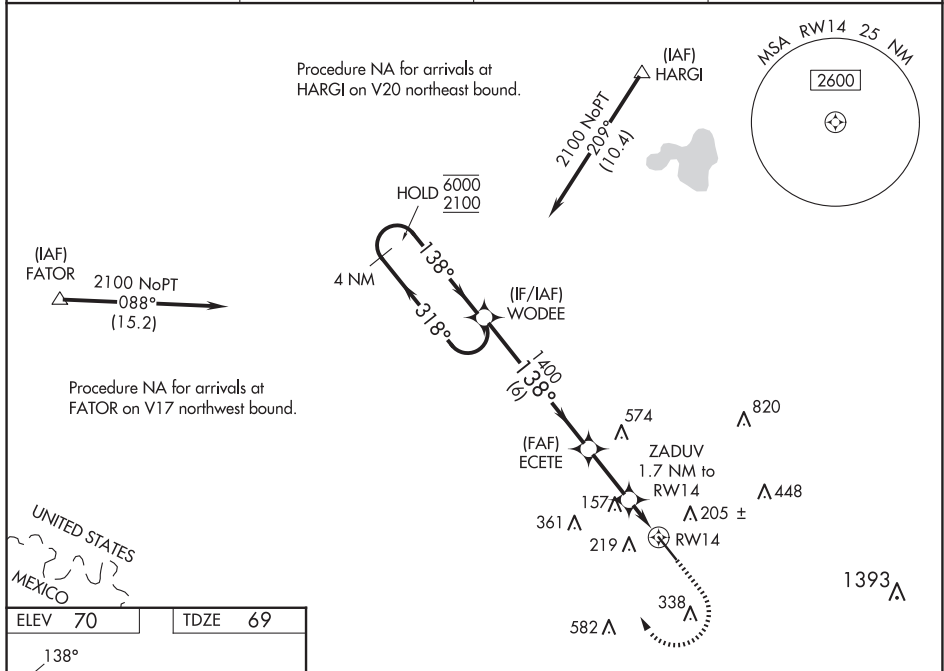 MSA RW14 25 NM
2600
(IAF)
HARGI
Procedure NA for arrivals at
HARGI on V20 northeast bound.
2100 NoPT
209°
(10.4)
HOLD 6000
2100
4 NM
138°
318°
(IF/IAF)
WODEE
(IAF)
FATOR
2100 NoPT
088°
(15.2)
Procedure NA for arrivals at
FATOR on V17 northwest bound.
1400
138°
(6)
(FAF)
ECETE
574
820
ZADUV
1.7 NM to
RW14
157
448
205 ±
361
219
RW14
UNITED STATES
MEXICO
1393
338
582
ELEV 70
TDZE 69
138°